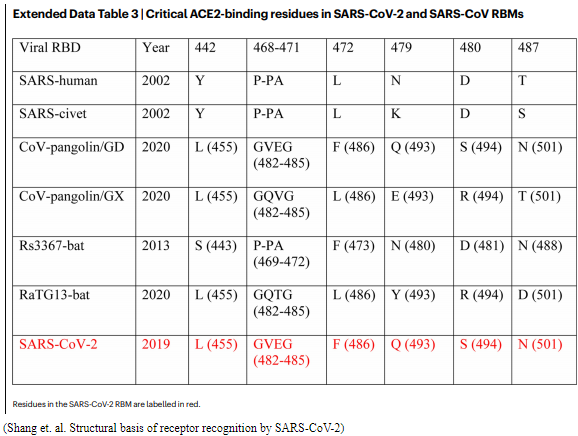 Extended Data Table 3 | Critical ACE2-binding residues in SARS-CoV-2 and SARS-CoV RBMs
Viral RBD Year 442 468-471 472 479 480 487
SARS-human 2002 Y P-PA L N D T
SARS-civet 2002 Y P-PA L K D S
CoV-pangolin/GD 2020 L (455) GVEG F (486) Q (493) S (494) N (501)
(482-485)
CoV-pangolin/GX 2020 L (455) GQVG L (486) E (493) R (494) T (501)
(482-485)
Rs3367-bat 2013 S (443) P-PA F (473) N (480) D (481) N (488)
(469-472)
RaTG13-bat 2020 L (455) GQTG L (486) Y (493) R (494) D (501)
(482-485)
SARS-CoV-2 2019 L (455) GVEG F (486) Q (493) S (494) N (501)
(482-485)
Residues in the SARS-CoV-2 RBM are labelled in red.
(Shang et. al. Structural basis of receptor recognition by SARS-CoV-2)